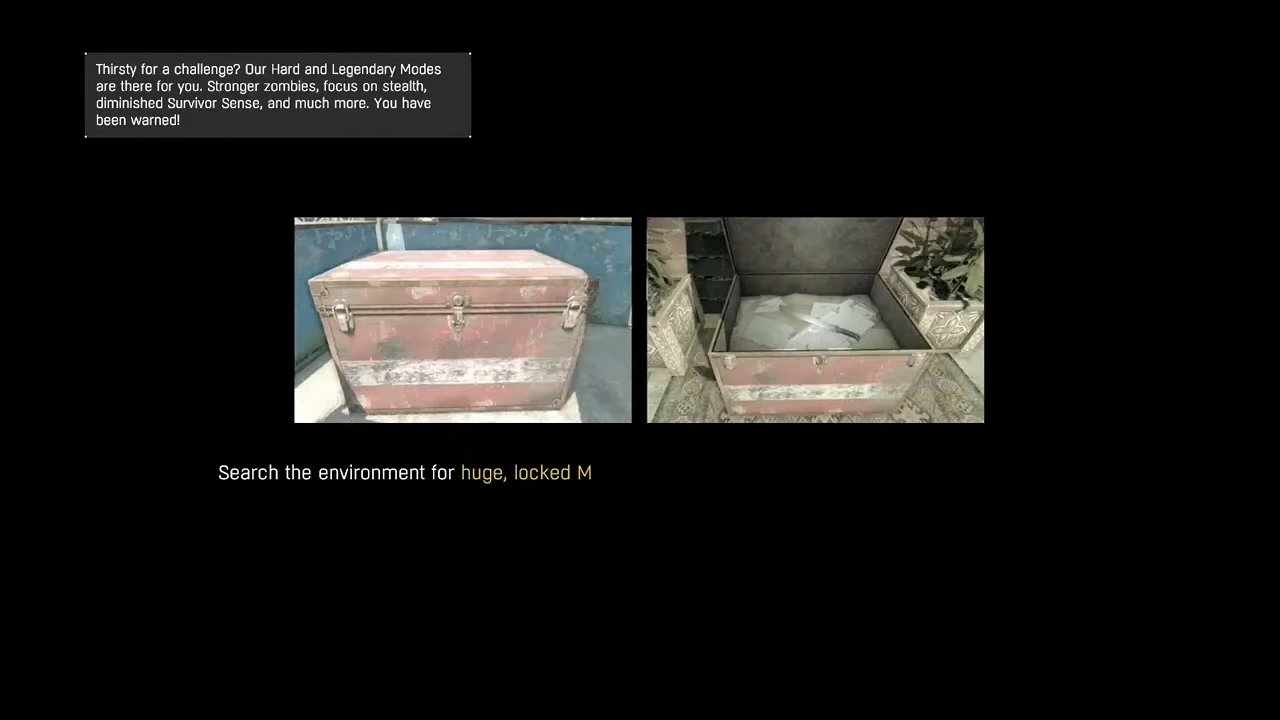 Thirsty for a challenge? Our Hard and Legendary Modes
are there for you. Stronger zombies, focus on stealth,
diminished Survivor Sense, and much more. You have
been warned!
Search the environment for huge, locked M